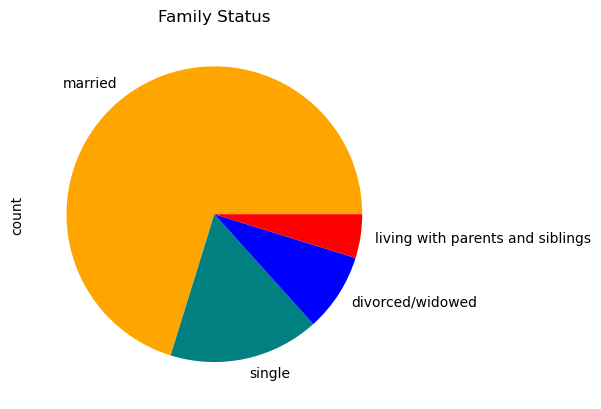 Family Status
married
count
living with parents and siblings
divorced/widowed
single